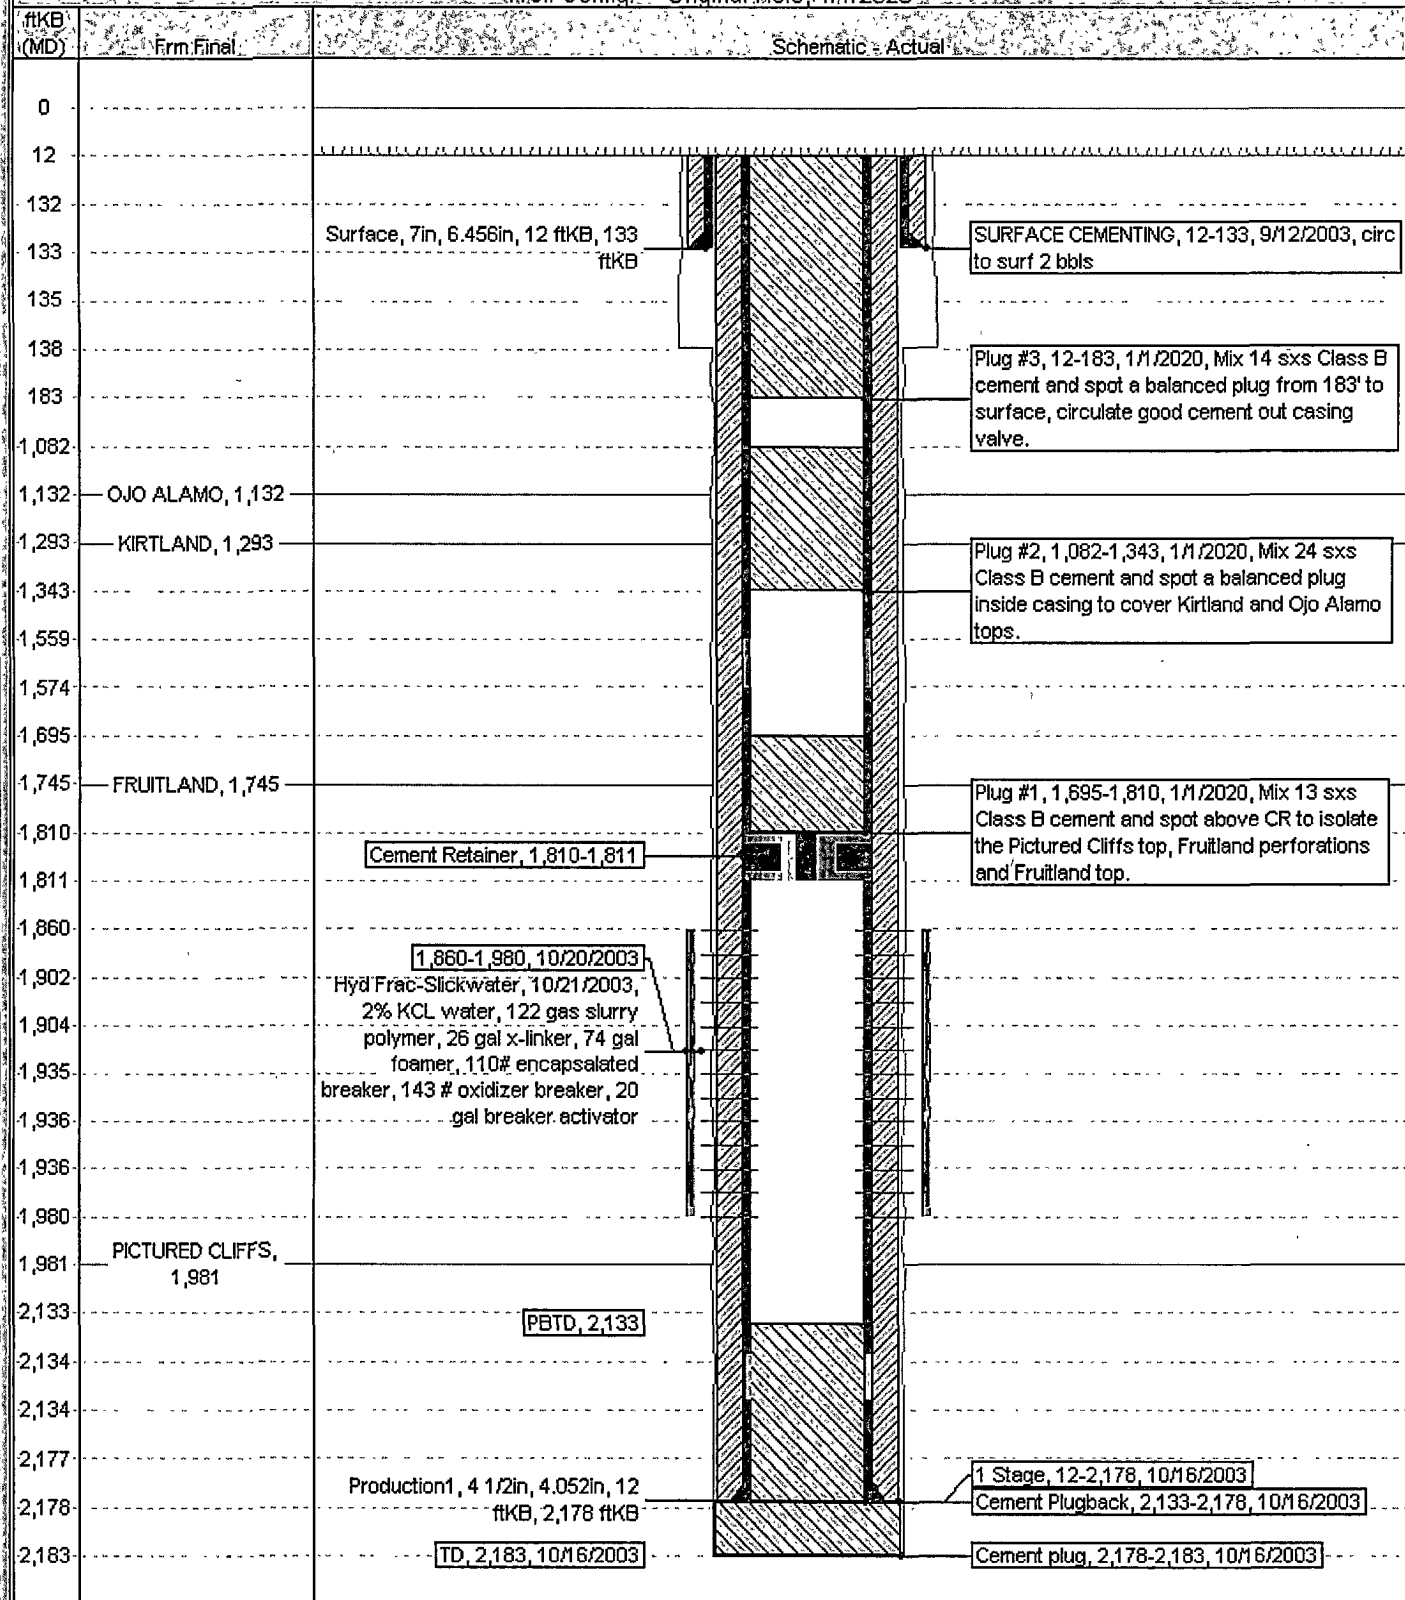 ftKB
(MD)
Frm Final
Schematic - Actual
0
12
132
133
135
138
183
1,082
1,132
1,293
1,343
1,559
1,574
1,695
1,745
1,810
1,811
1,860
1,902
1,904
1,935
1,936
1,936
1,980
1,981
2,133
2,134
2,134
2,177
2,178
2,183
OJO ALAMO, 1,132
KIRTLAND, 1,293
FRUITLAND, 1,745
PICTURED CLIFFS,
1,981
Surface, 7in, 6.456in, 12 ftKB, 133
ftKB
Cement Retainer, 1,810-1,811
1,860-1,980, 10/20/2003
Hyd Frac-Slickwater, 10/21/2003,
2% KCL water, 122 gas slurry
polymer, 26 gal x-linker, 74 gal
foamer, 110# encapsalated
breaker, 143 # oxidizer breaker, 20
gal breaker activator
PBTD, 2,133
Production1, 4 1/2in, 4.052in, 12
ftKB, 2,178 ftKB
TD, 2,183, 10/16/2003
SURFACE CEMENTING, 12-133, 9/12/2003, circ
to surf 2 bbls
Plug #3, 12-183, 1/1/2020, Mix 14 sxs Class B
cement and spot a balanced plug from 183' to
surface, circulate good cement out casing
valve.
Plug #2, 1,082-1,343, 1/1/2020, Mix 24 sxs
Class B cement and spot a balanced plug
inside casing to cover Kirtland and Ojo Alamo
tops.
Plug #1, 1,695-1,810, 1/1/2020, Mix 13 sxs
Class B cement and spot above CR to isolate
the Pictured Cliffs top, Fruitland perforations
and Fruitland top.
1 Stage, 12-2,178, 10/16/2003
Cement Plugback, 2,133-2,178, 10/16/2003
Cement plug, 2,178-2,183, 10/16/2003